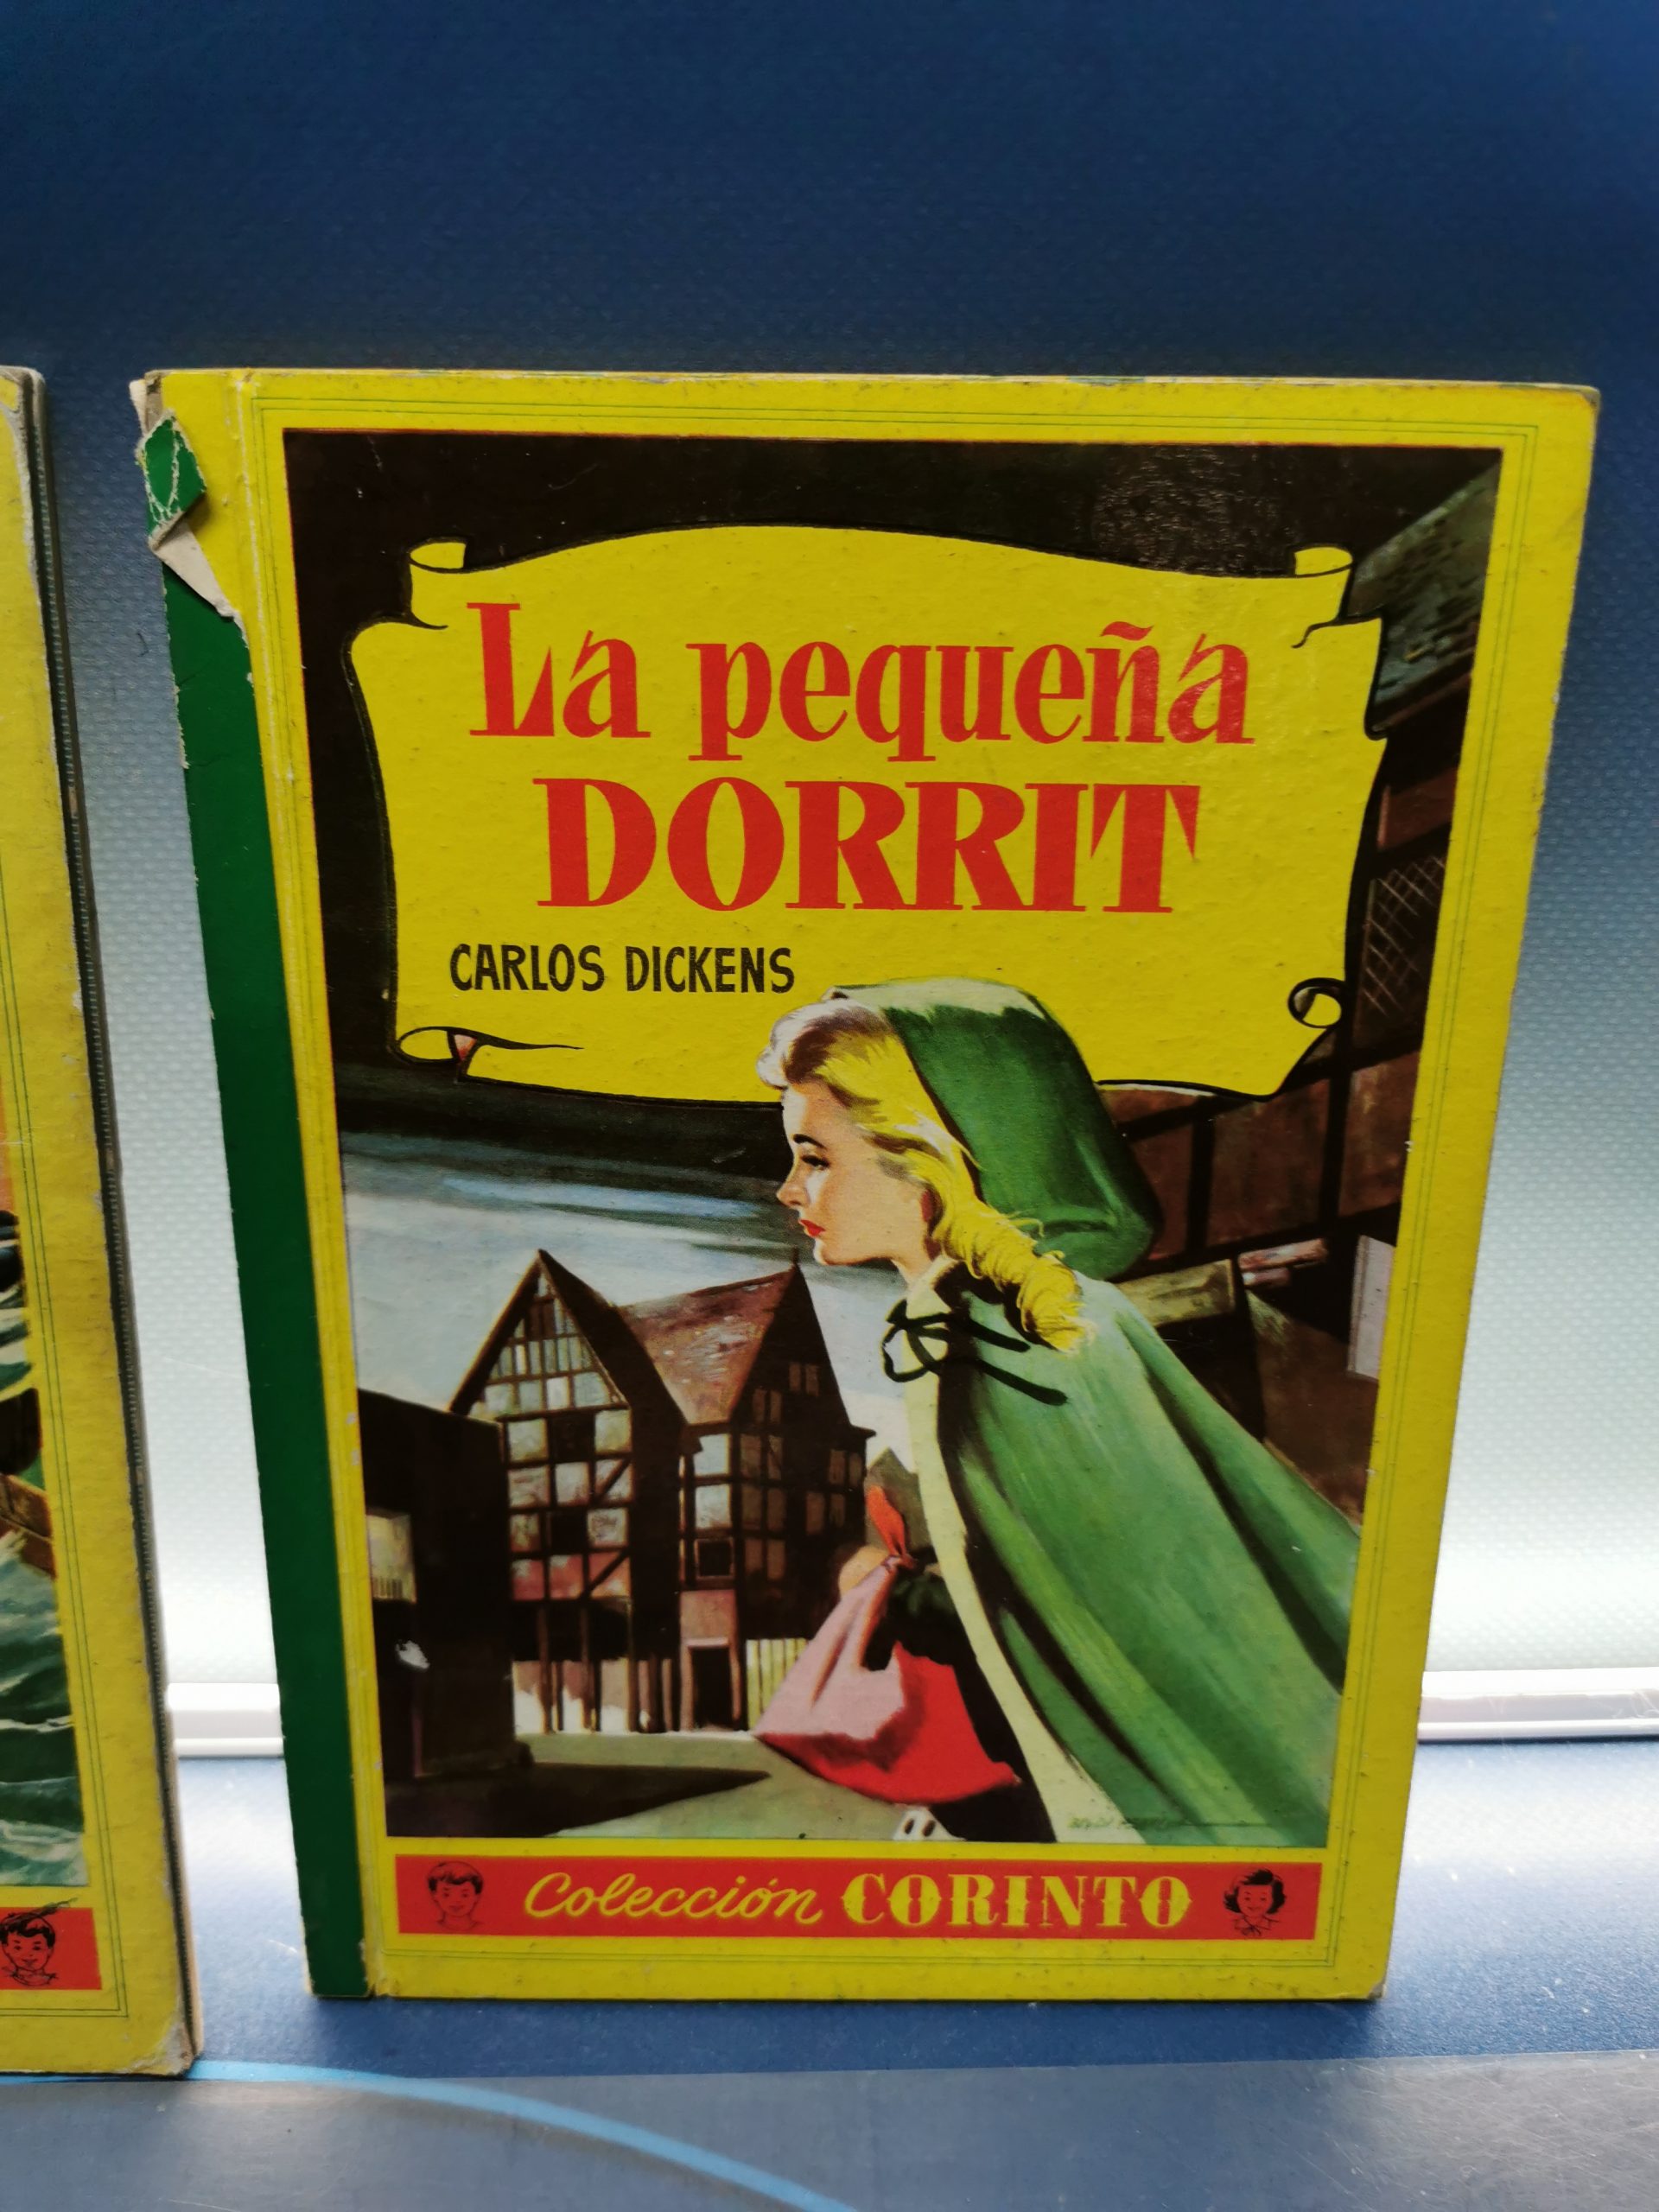 La pequeña
DORRIT
CARLOS DICKENS
Colección CORINTO